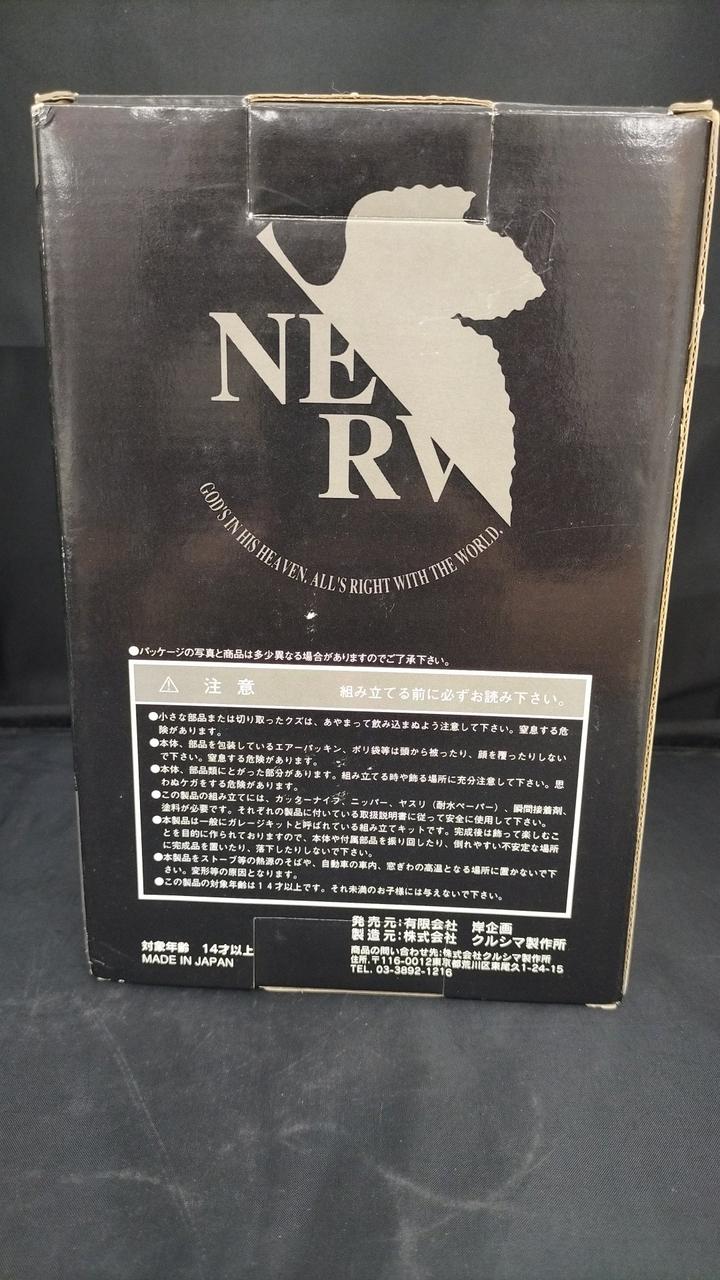 NERV
GOD'S IN HIS HEAVEN. ALL'S RIGHT WITH THE WORLD.
●パッケージの写真と商品は多少異なる場合がありますのでご了承下さい。
⚠ 注意 組み立てる前に必ずお読み下さい。
●小さな部品または切り取ったクズは、あやまって飲み込まぬよう注意して下さい。窒息する危
険があります。
●本体、部品を包装しているエアーパッキン、ポリ袋等は頭から被ったり、顔を覆ったりしない
で下さい。窒息する危険があります。
●本体、部品類にとがった部分があります。組み立てる時や飾る場所に充分注意して下さい。思
わぬケガをする危険があります。
●この製品の組み立てには、カッターナイフ、ニッパー、ヤスリ（耐水ペーパー）、瞬間接着剤、
塗料が必要です。それぞれの製品に付いている取扱説明書に従って安全に使用して下さい。
●本製品は一般にガレージキットと呼ばれている組み立てキットです。完成後は飾って楽しむこ
とを目的に作られておりますので、本体や付属部品を振り回したり、倒れやすい不安定な場所
に完成品を置いたり、落下したりしないで下さい。
●本製品をストーブ等の熱源のそばや、自動車の車内、窓ぎわの高温となる場所に置かないで下
さい。変形等の原因となります。
●この製品の対象年齢は14才以上です。それ未満のお子様には与えないで下さい。
対象年齢 14才以上
MADE IN JAPAN
発売元:有限会社 岸企画
製造元:株式会社 クルシマ製作所
商品の問い合わせ先:株式会社クルシマ製作所
住所.〒116-0012東京都荒川区東尾久1-24-15
TEL. 03-3892-1216